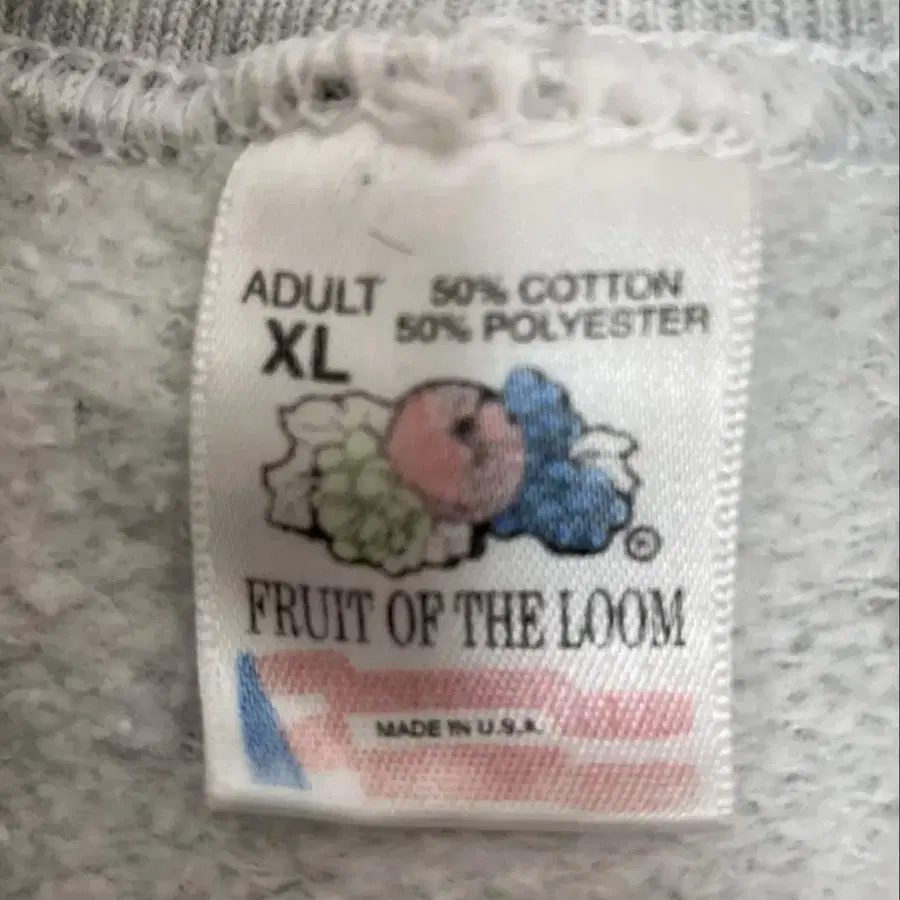 ADULT
XL
50% COTTON
50% POLYESTER
FRUIT OF THE LOOM
MADE IN U.S.A.